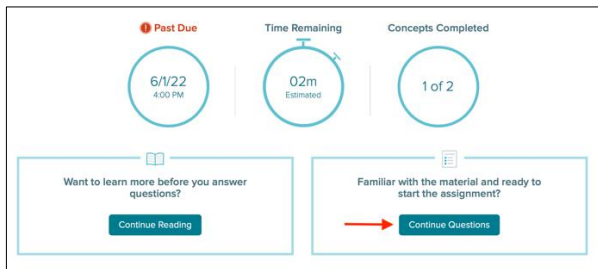 Past Due
Time Remaining
Concepts Completed
6/1/22
4:00 PM
02m
Estimated
1 of 2
Want to learn more before you answer
questions?
Continue Reading
Familiar with the material and ready to
start the assignment?
Continue Questions